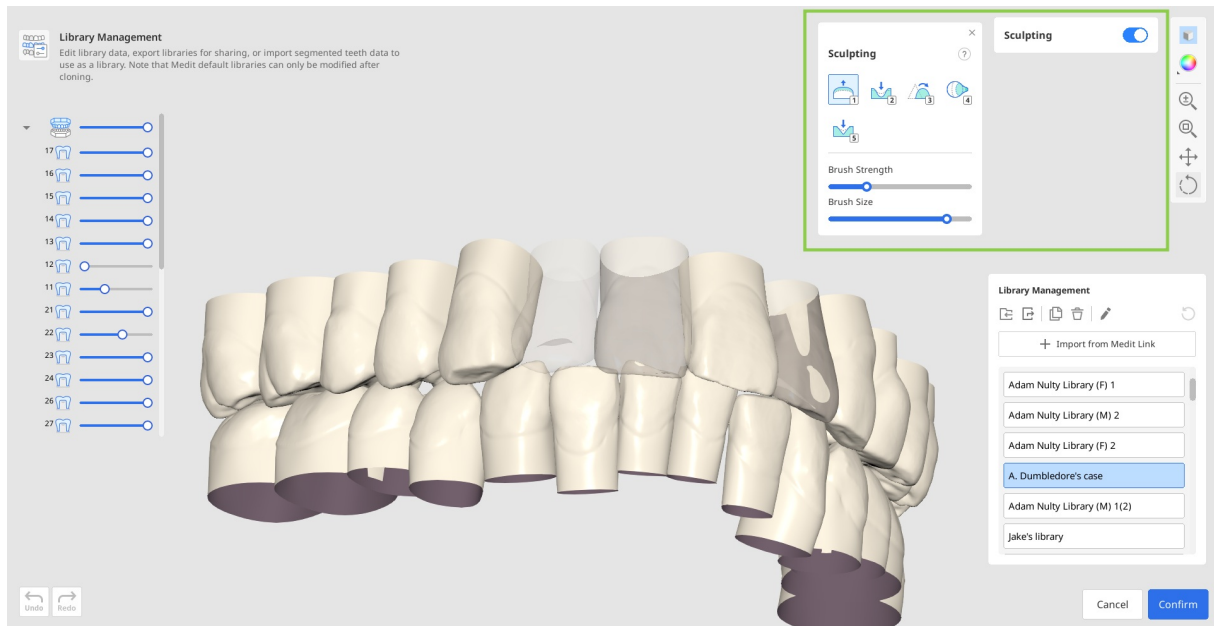 Library Management
Edit library data, export libraries for sharing, or import segmented teeth data to
use as a library. Note that Medit default libraries can only be modified after
cloning.
17
16
15
14
13
12
11
21
22
23
24
26
27
Undo
Redo
Sculpting
?
1
2
3
4
5
Brush Strength
Brush Size
Sculpting
Library Management
Import from Medit Link
Adam Nulty Library (F) 1
Adam Nulty Library (M) 2
Adam Nulty Library (F) 2
A. Dumbledore's case
Adam Nulty Library (M) 1(2)
Jake's library
Cancel
Confirm